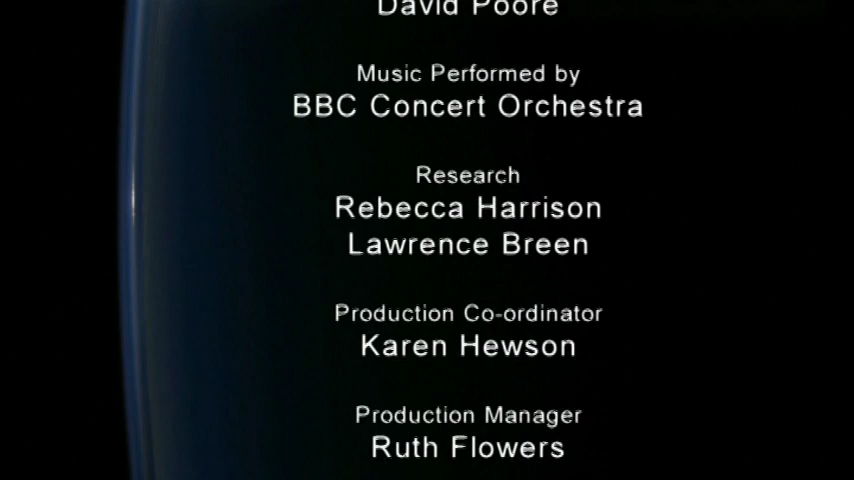 David Poore
Music Performed by
BBC Concert Orchestra
Research
Rebecca Harrison
Lawrence Breen
Production Co-ordinator
Karen Hewson
Production Manager
Ruth Flowers